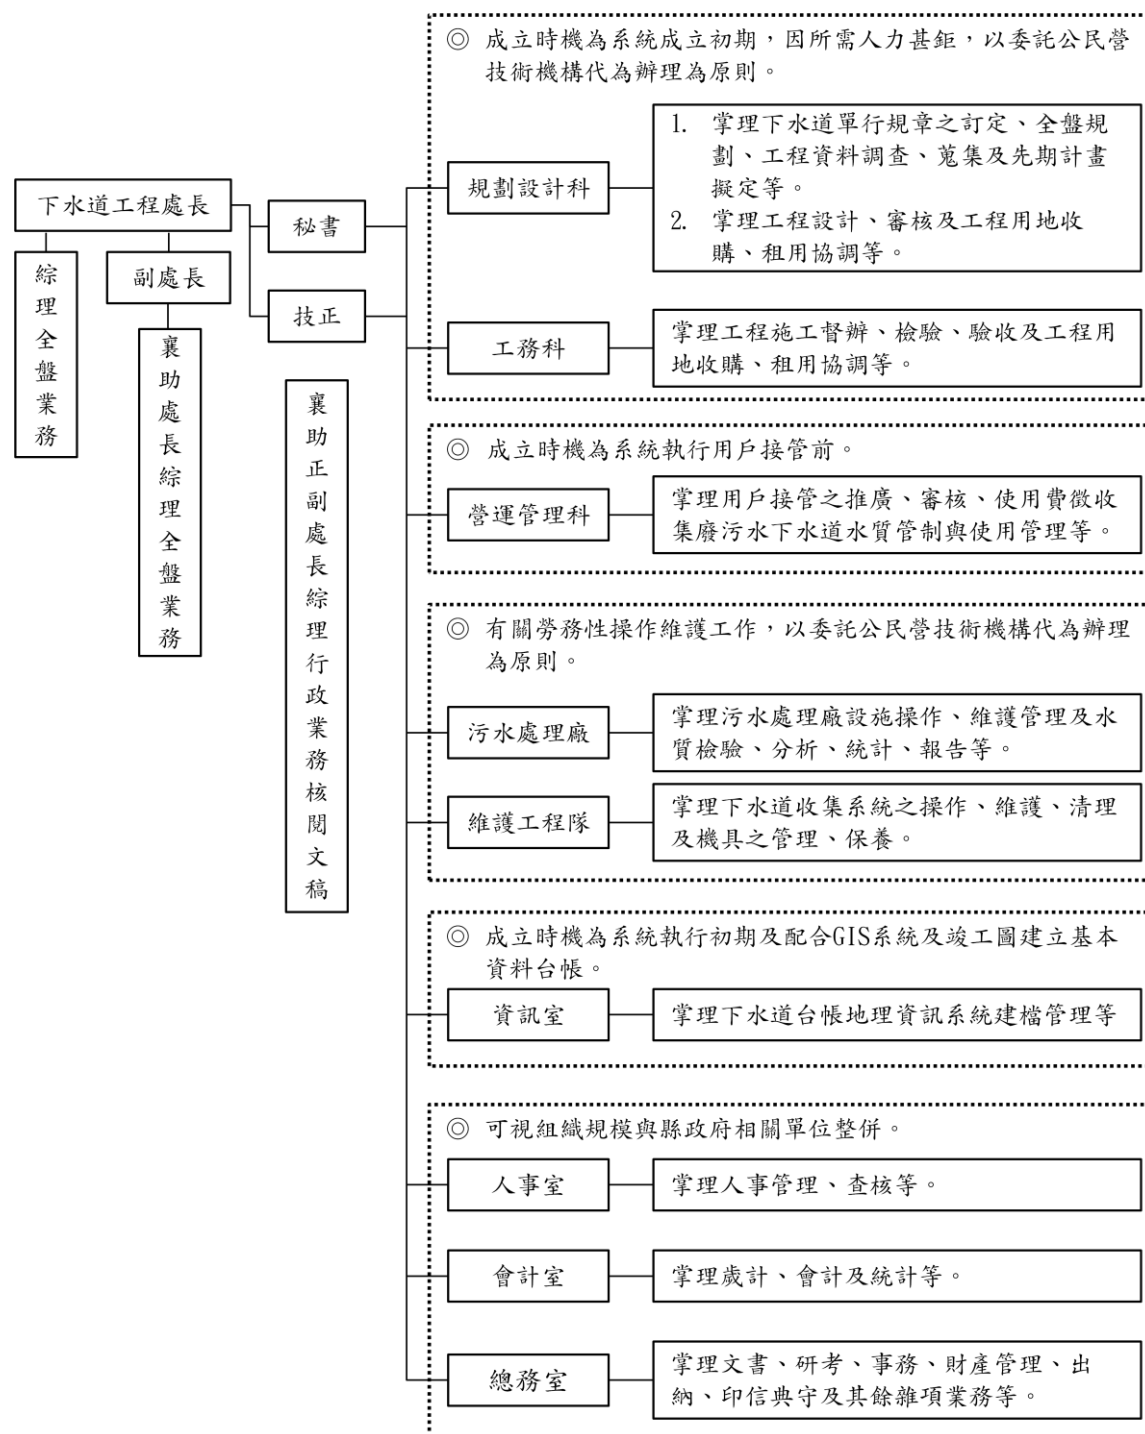 下水道工程處長
綜理全盤業務
副處長
襄助處長綜理全盤業務
秘書
技正
襄助正副處長綜理行政業務核閱文稿
◎ 成立時機為系統成立初期，因所需人力甚鉅，以委託公民營
技術機構代為辦理為原則。
規劃設計科
1. 掌理下水道單行規章之訂定、全盤規
劃、工程資料調查、蒐集及先期計畫
擬定等。
2. 掌理工程設計、審核及工程用地收
購、租用協調等。
工務科
掌理工程施工督辦、檢驗、驗收及工程用
地收購、租用協調等。
◎ 成立時機為系統執行用戶接管前。
營運管理科
掌理用戶接管之推廣、審核、使用費徵收
集廢污水下水道水質管制與使用管理等。
◎ 有關勞務性操作維護工作，以委託公民營技術機構代為辦理
為原則。
污水處理廠
掌理污水處理廠設施操作、維護管理及水
質檢驗、分析、統計、報告等。
維護工程隊
掌理下水道收集系統之操作、維護、清理
及機具之管理、保養。
◎ 成立時機為系統執行初期及配合GIS系統及竣工圖建立基本
資料台帳。
資訊室
掌理下水道台帳地理資訊系統建檔管理等
◎ 可視組織規模與縣政府相關單位整併。
人事室
掌理人事管理、查核等。
會計室
掌理歲計、會計及統計等。
總務室
掌理文書、研考、事務、財產管理、出
納、印信典守及其餘雜項業務等。